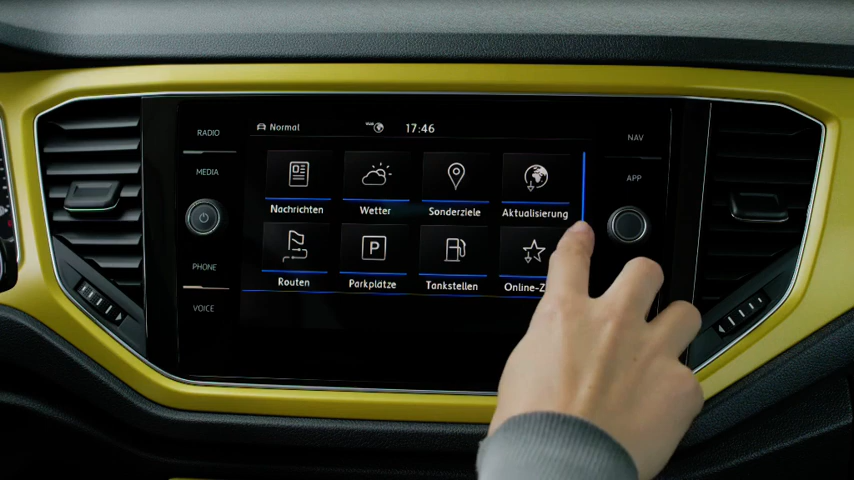 RADIO
MEDIA
PHONE
VOICE
Normal
17:46
Nachrichten
Wetter
Sonderziele
Aktualisierung
Routen
Parkplätze
Tankstellen
NAV
APP